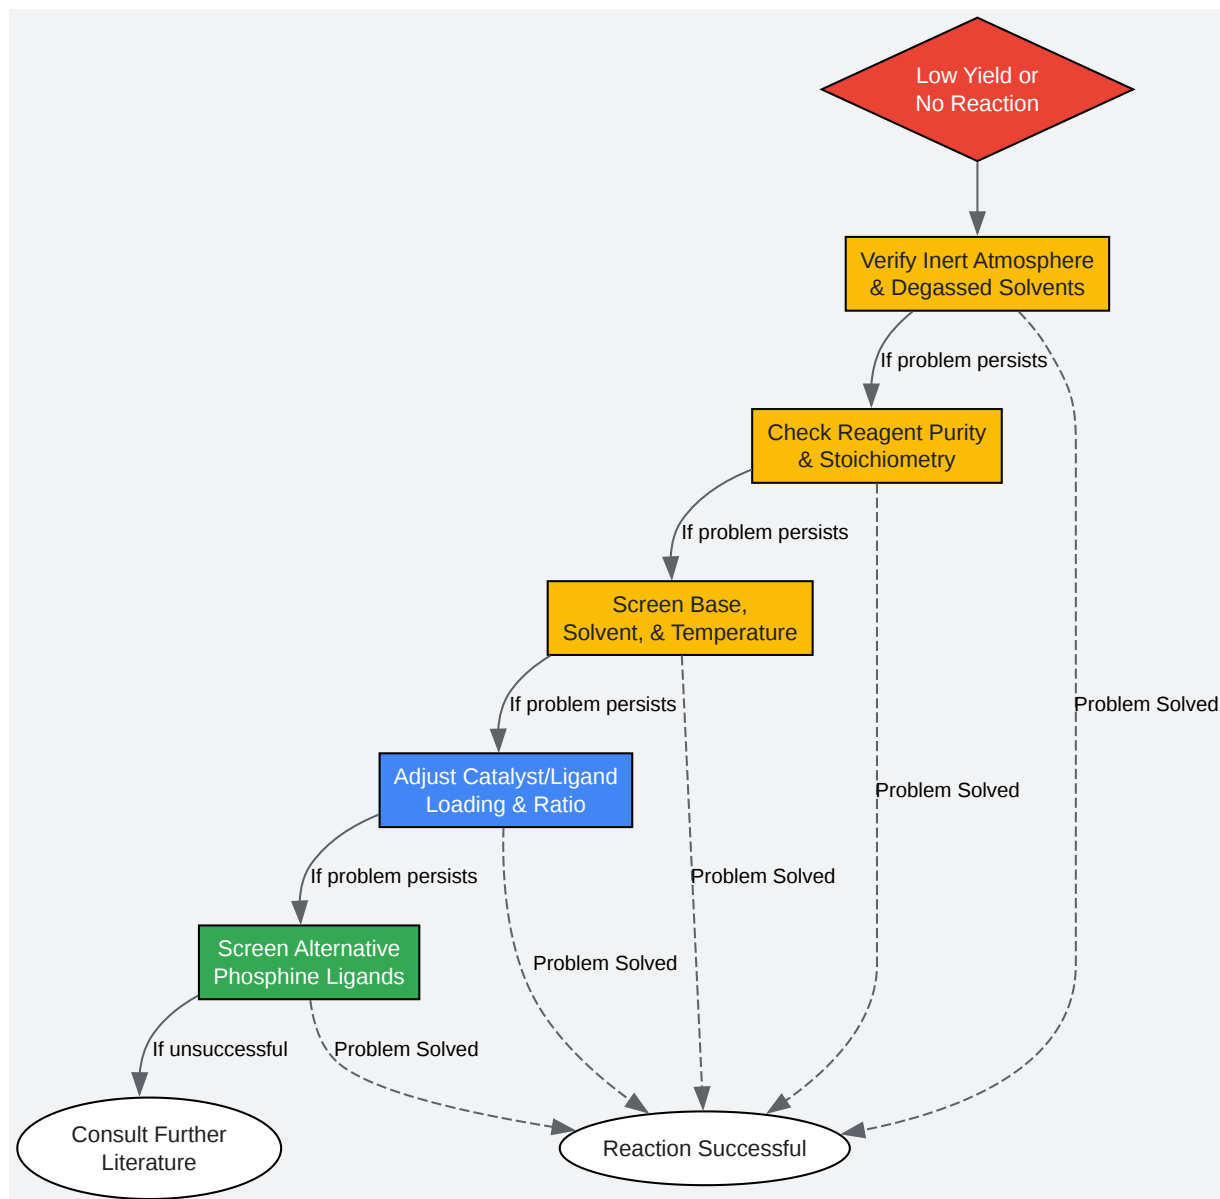 Low Yield or
No Reaction
Verify Inert Atmosphere
& Degassed Solvents
If problem persists
Check Reagent Purity
& Stoichiometry
If problem persists
Screen Base,
Solvent, & Temperature
If problem persists
Problem Solved
Adjust Catalyst/Ligand
Loading & Ratio
Problem Solved
If problem persists
Problem Solved
Screen Alternative
Phosphine Ligands
Problem Solved
If unsuccessful
Problem Solved
Consult Further
Literature
Reaction Successful